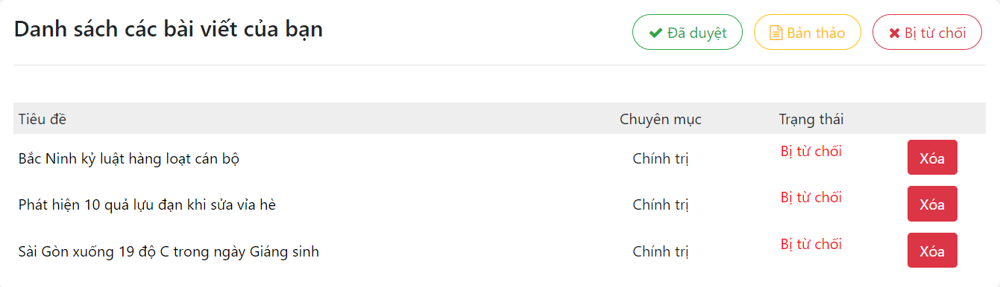 Danh sách các bài viết của bạn
Đã duyệt
Bản thảo
Bị từ chối
Tiêu đề Chuyên mục Trạng thái
Bắc Ninh kỷ luật hàng loạt cán bộ Chính trị Bị từ chối Xóa
Phát hiện 10 quả lựu đạn khi sửa vỉa hè Chính trị Bị từ chối Xóa
Sài Gòn xuống 19 độ C trong ngày Giáng sinh Chính trị Bị từ chối Xóa